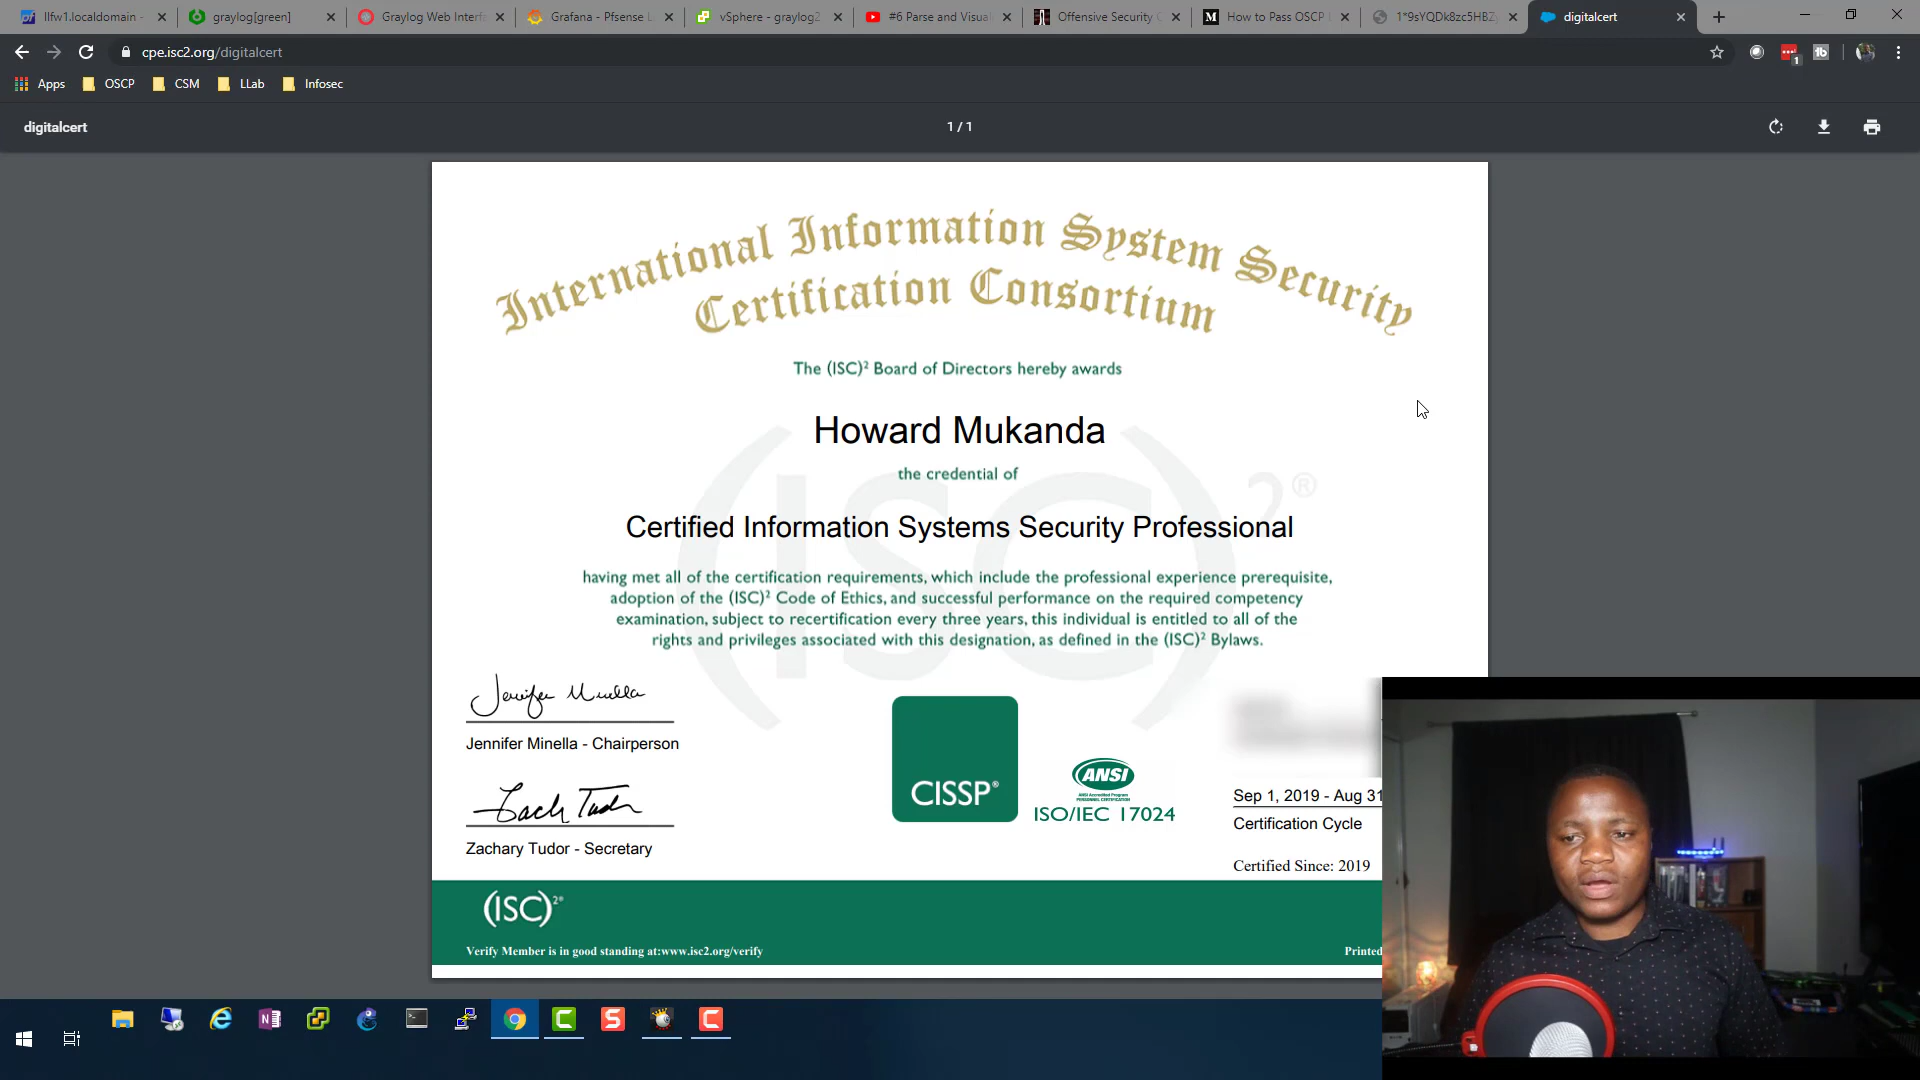 llfw1.localdomain -
graylog[green]
Graylog Web Interf
Grafana - Pfsense L
vSphere - graylog2
#6 Parse and Visual
Offensive Security C
How to Pass OSCP
1*9sYQDk8zc5HBZ
digitalcert
cpe.isc2.org/digitalcert
1
Apps
OSCP
CSM
LLab
Infosec
digitalcert
1 / 1
International Information System Security
Certification Consortium
The (ISC)² Board of Directors hereby awards
Howard Mukanda
the credential of
Certified Information Systems Security Professional
having met all of the certification requirements, which include the professional experience prerequisite,
adoption of the (ISC)² Code of Ethics, and successful performance on the required competency
examination, subject to recertification every three years, this individual is entitled to all of the
rights and privileges associated with this designation, as defined in the (ISC)² Bylaws.
(ISC)²®
Jennifer Minella
Jennifer Minella - Chairperson
Zachary Tudor - Secretary
CISSP®
ANSI
ISO/IEC 17024
Sep 1, 2019 - Aug 31
Certification Cycle
Certified Since: 2019
(ISC)²®
Verify Member is in good standing at:www.isc2.org/verify
Printed